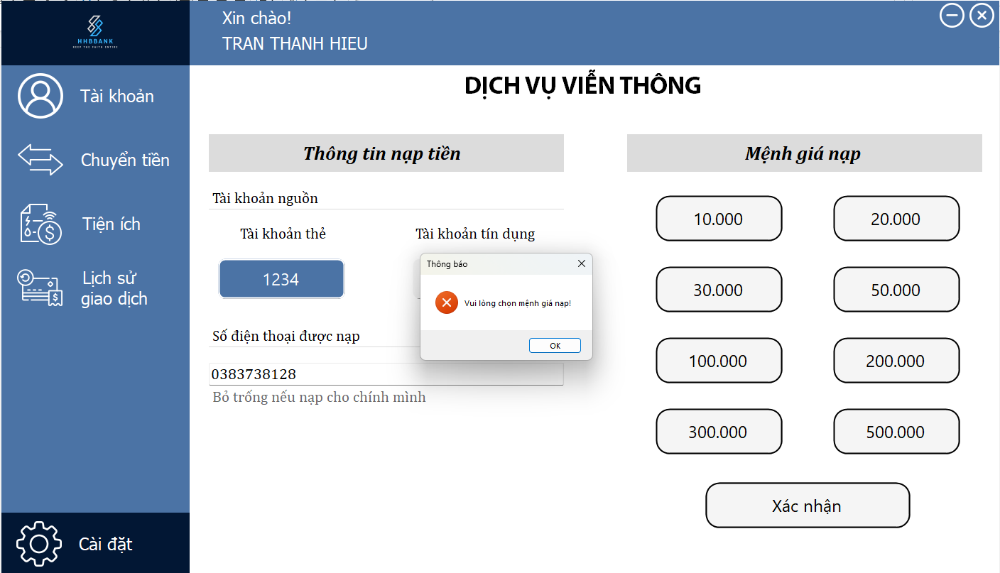 HHBBANK
KEEP THE FAITH ENTIRE
Xin chào!
TRAN THANH HIEU
Tài khoản
Chuyển tiền
Tiện ích
Lịch sử
giao dịch
Cài đặt
DỊCH VỤ VIỄN THÔNG
Thông tin nạp tiền
Tài khoản nguồn
Tài khoản thẻ
Tài khoản tín dụng
1234
Số điện thoại được nạp
0383738128
Bỏ trống nếu nạp cho chính mình
Thông báo
Vui lòng chọn mệnh giá nạp!
OK
Mệnh giá nạp
10.000
20.000
30.000
50.000
100.000
200.000
300.000
500.000
Xác nhận